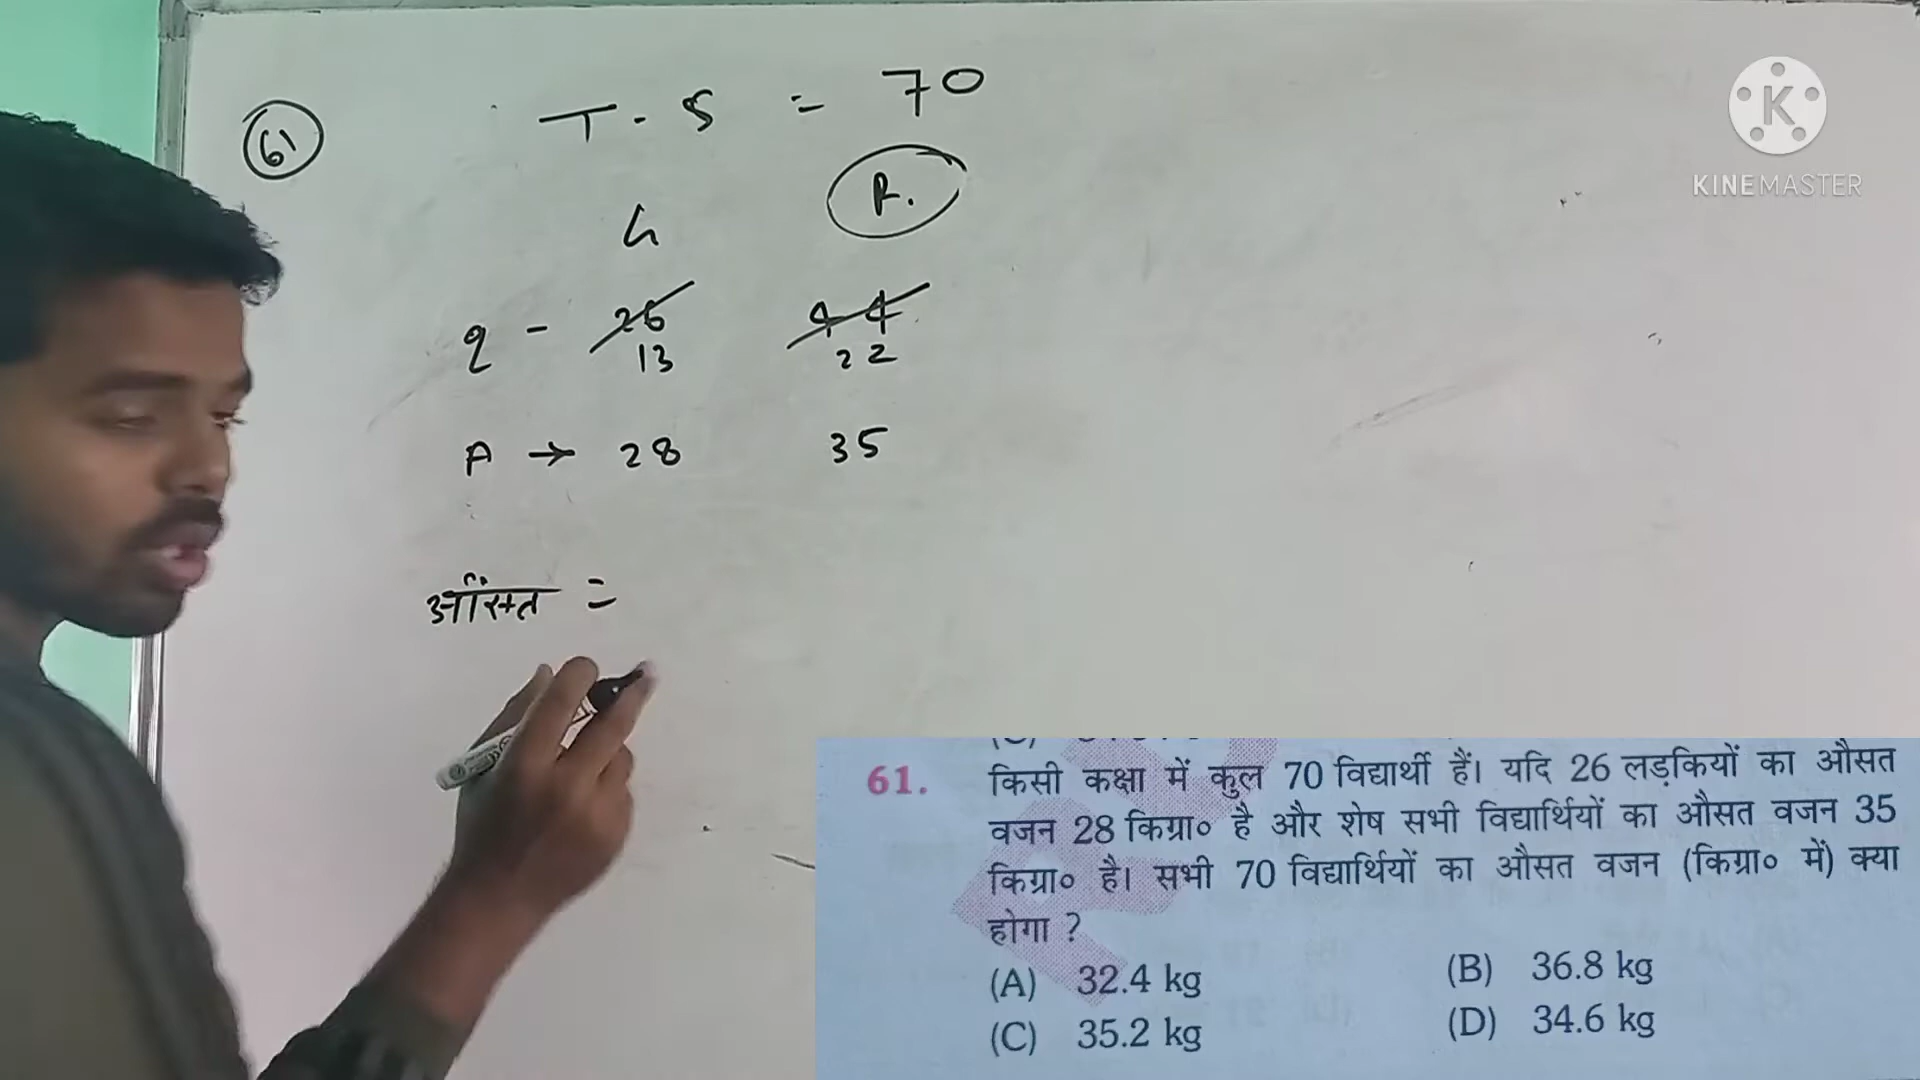 61
T.S = 70
G
R.
q - 26 44
13 22
A → 28 35
औसत =
KINEMASTER
61. किसी कक्षा में कुल 70 विद्यार्थी हैं। यदि 26 लड़कियों का औसत
वजन 28 किग्रा० है और शेष सभी विद्यार्थियों का औसत वजन 35
किग्रा० है। सभी 70 विद्यार्थियों का औसत वजन (किग्रा० में) क्या
होगा ?
(A) 32.4 kg (B) 36.8 kg
(C) 35.2 kg (D) 34.6 kg